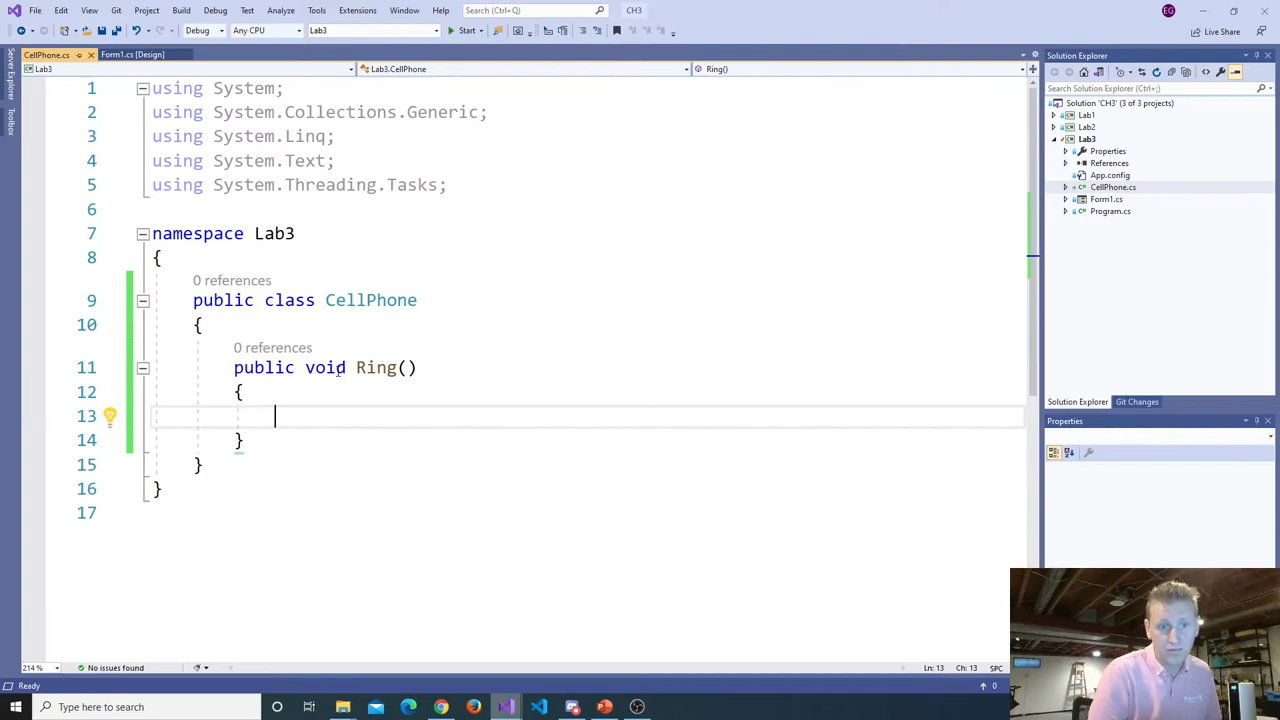 File Edit View Git Project Build Debug Test Analyze Tools Extensions Window Help Search (Ctrl+;) CH3 EG
Debug Any CPU Lab3 Start Live Share
CellPhone.cs Form1.cs [Design]
Lab3 Lab3.CellPhone Ring()
Server Explorer
Toolbox
1 using System;
2 using System.Collections.Generic;
3 using System.Linq;
4 using System.Text;
5 using System.Threading.Tasks;
6
7 namespace Lab3
8 {
0 references
9 public class CellPhone
10 {
0 references
11 public void Ring()
12 {
13
14 }
15 }
16 }
17
Solution Explorer
Search Solution Explorer (Ctrl+;)
Solution 'CH3' (3 of 3 projects)
Lab1
Lab2
Lab3
Properties
References
App.config
CellPhone.cs
Form1.cs
Program.cs
Solution Explorer Git Changes
Properties
214 % No issues found Ln: 13 Ch: 13 SPC
Ready 0
Type here to search